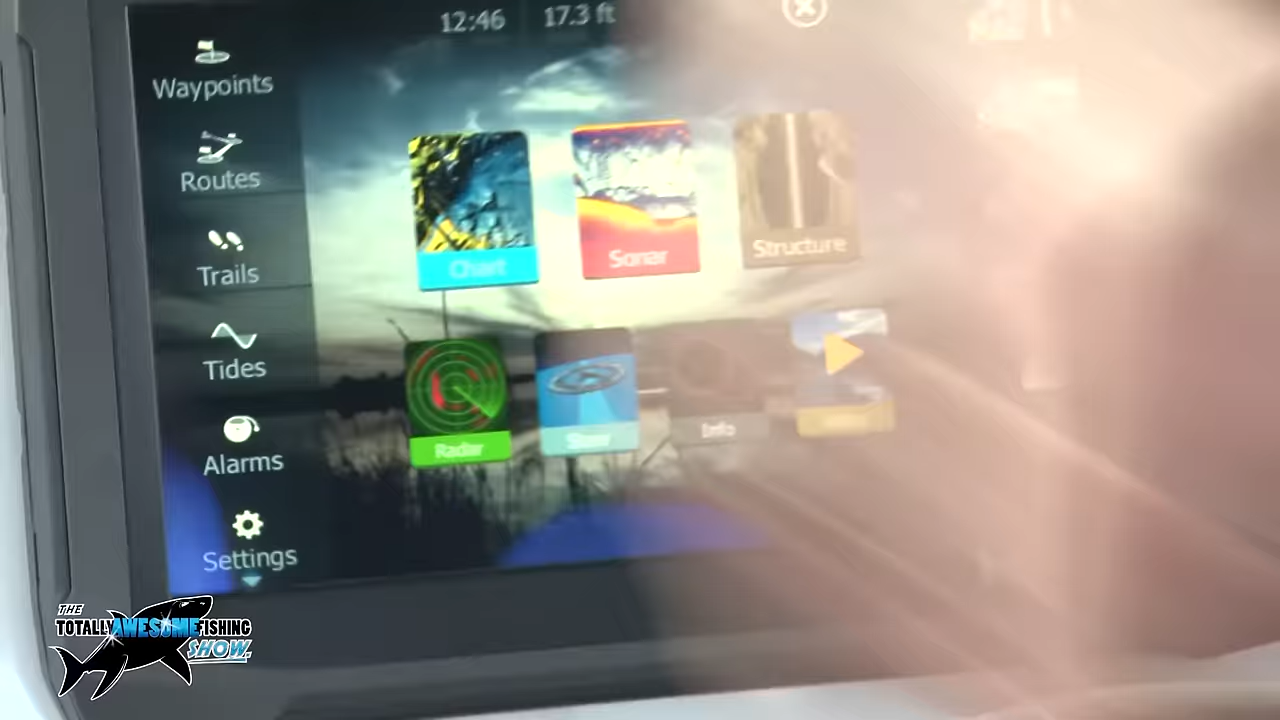 12:46 17.3 ft
Waypoints
Routes
Trails
Tides
Alarms
Settings
Chart
Sonar
Structure
Radar
Steer
Info
THE
TOTALLY AWESOME FISHING
SHOW